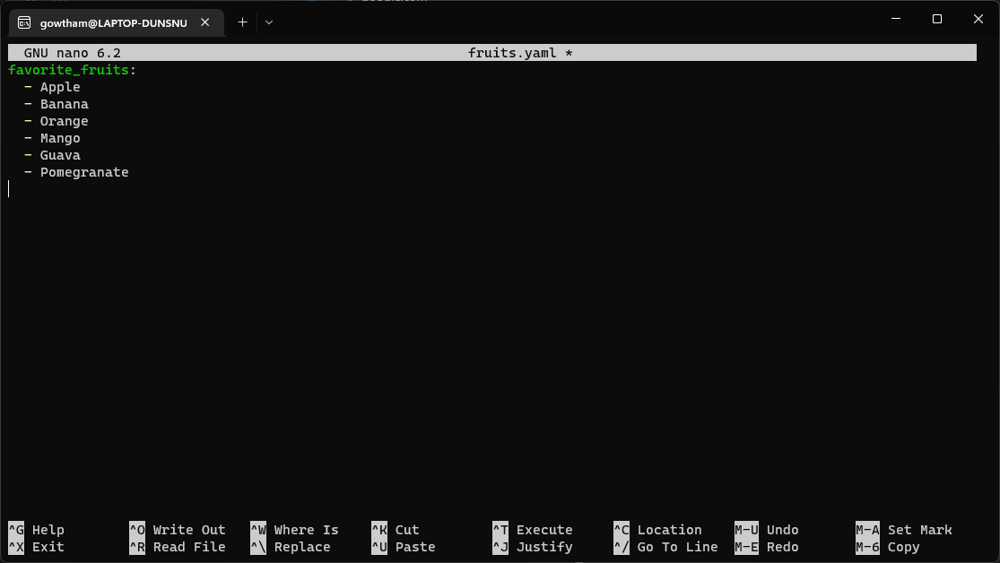 gowtham@LAPTOP-DUNSNU
GNU nano 6.2 fruits.yaml *
favorite_fruits:
  - Apple
  - Banana
  - Orange
  - Mango
  - Guava
  - Pomegranate
^G Help ^O Write Out ^W Where Is ^K Cut ^T Execute ^C Location M-U Undo M-A Set Mark
^X Exit ^R Read File ^\ Replace ^U Paste ^J Justify ^/ Go To Line M-E Redo M-6 Copy